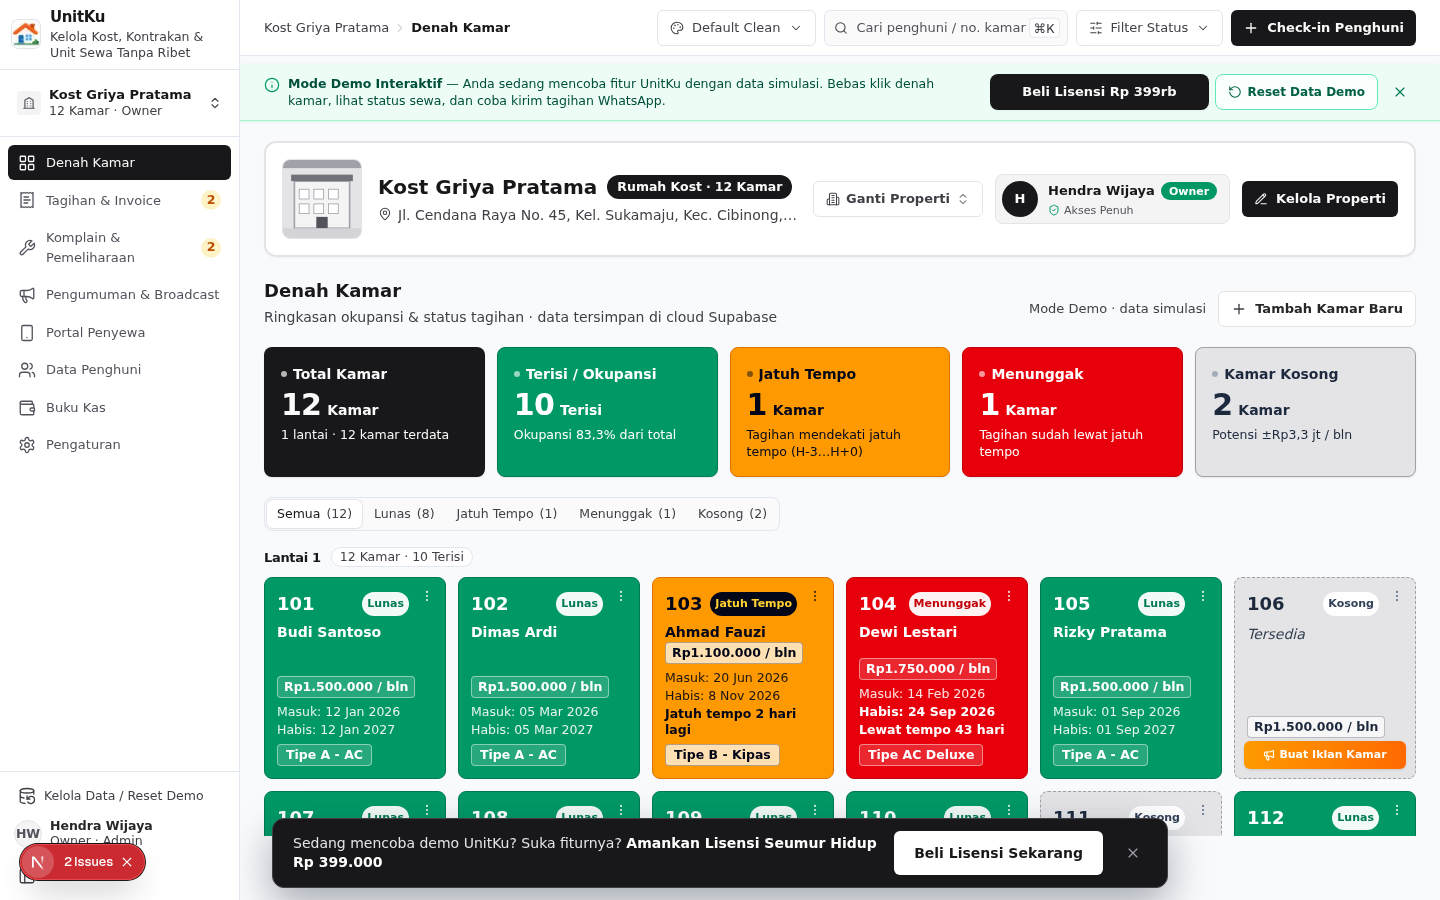 UnitKu
Kelola Kost, Kontrakan &
Unit Sewa Tanpa Ribet
Kost Griya Pratama
12 Kamar · Owner
Denah Kamar
Tagihan & Invoice 2
Komplain &
Pemeliharaan 2
Pengumuman & Broadcast
Portal Penyewa
Data Penghuni
Buku Kas
Pengaturan
Kelola Data / Reset Demo
HW Hendra Wijaya
Owner · Admin
N 2 Issues
Kost Griya Pratama Denah Kamar
Default Clean
Cari penghuni / no. kamar ⌘K
Filter Status
Check-in Penghuni
Mode Demo Interaktif — Anda sedang mencoba fitur UnitKu dengan data simulasi. Bebas klik denah
kamar, lihat status sewa, dan coba kirim tagihan WhatsApp.
Beli Lisensi Rp 399rb
Reset Data Demo
Kost Griya Pratama Rumah Kost · 12 Kamar
Jl. Cendana Raya No. 45, Kel. Sukamaju, Kec. Cibinong,...
Ganti Properti
H Hendra Wijaya Owner
Akses Penuh
Kelola Properti
Denah Kamar
Ringkasan okupansi & status tagihan · data tersimpan di cloud Supabase
Mode Demo · data simulasi
Tambah Kamar Baru
Total Kamar
12 Kamar
1 lantai · 12 kamar terdata
Terisi / Okupansi
10 Terisi
Okupansi 83,3% dari total
Jatuh Tempo
1 Kamar
Tagihan mendekati jatuh
tempo (H-3...H+0)
Menunggak
1 Kamar
Tagihan sudah lewat jatuh
tempo
Kamar Kosong
2 Kamar
Potensi ±Rp3,3 jt / bln
Semua (12) Lunas (8) Jatuh Tempo (1) Menunggak (1) Kosong (2)
Lantai 1 12 Kamar · 10 Terisi
101 Lunas
Budi Santoso
Rp1.500.000 / bln
Masuk: 12 Jan 2026
Habis: 12 Jan 2027
Tipe A - AC
102 Lunas
Dimas Ardi
Rp1.500.000 / bln
Masuk: 05 Mar 2026
Habis: 05 Mar 2027
Tipe A - AC
103 Jatuh Tempo
Ahmad Fauzi
Rp1.100.000 / bln
Masuk: 20 Jun 2026
Habis: 8 Nov 2026
Jatuh tempo 2 hari
lagi
Tipe B - Kipas
104 Menunggak
Dewi Lestari
Rp1.750.000 / bln
Masuk: 14 Feb 2026
Habis: 24 Sep 2026
Lewat tempo 43 hari
Tipe AC Deluxe
105 Lunas
Rizky Pratama
Rp1.500.000 / bln
Masuk: 01 Sep 2026
Habis: 01 Sep 2027
Tipe A - AC
106 Kosong
Tersedia
Rp1.500.000 / bln
Buat Iklan Kamar
107 Lunas
108 Lunas
109 Lunas
110 Lunas
111 Kosong
112 Lunas
Sedang mencoba demo UnitKu? Suka fiturnya? Amankan Lisensi Seumur Hidup
Rp 399.000
Beli Lisensi Sekarang